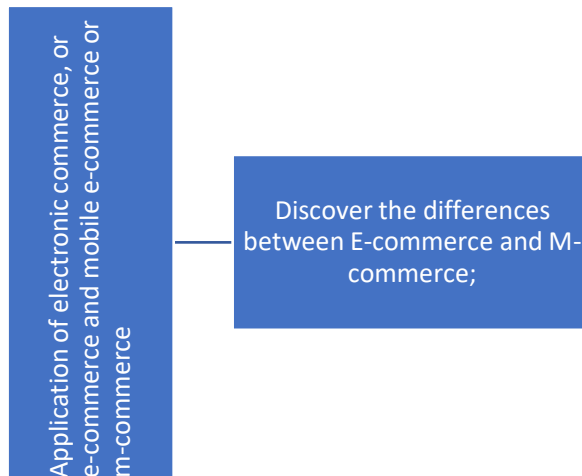 Application of electronic commerce, or
e-commerce and mobile e-commerce or
m-commerce
Discover the differences
between E-commerce and M-
commerce;